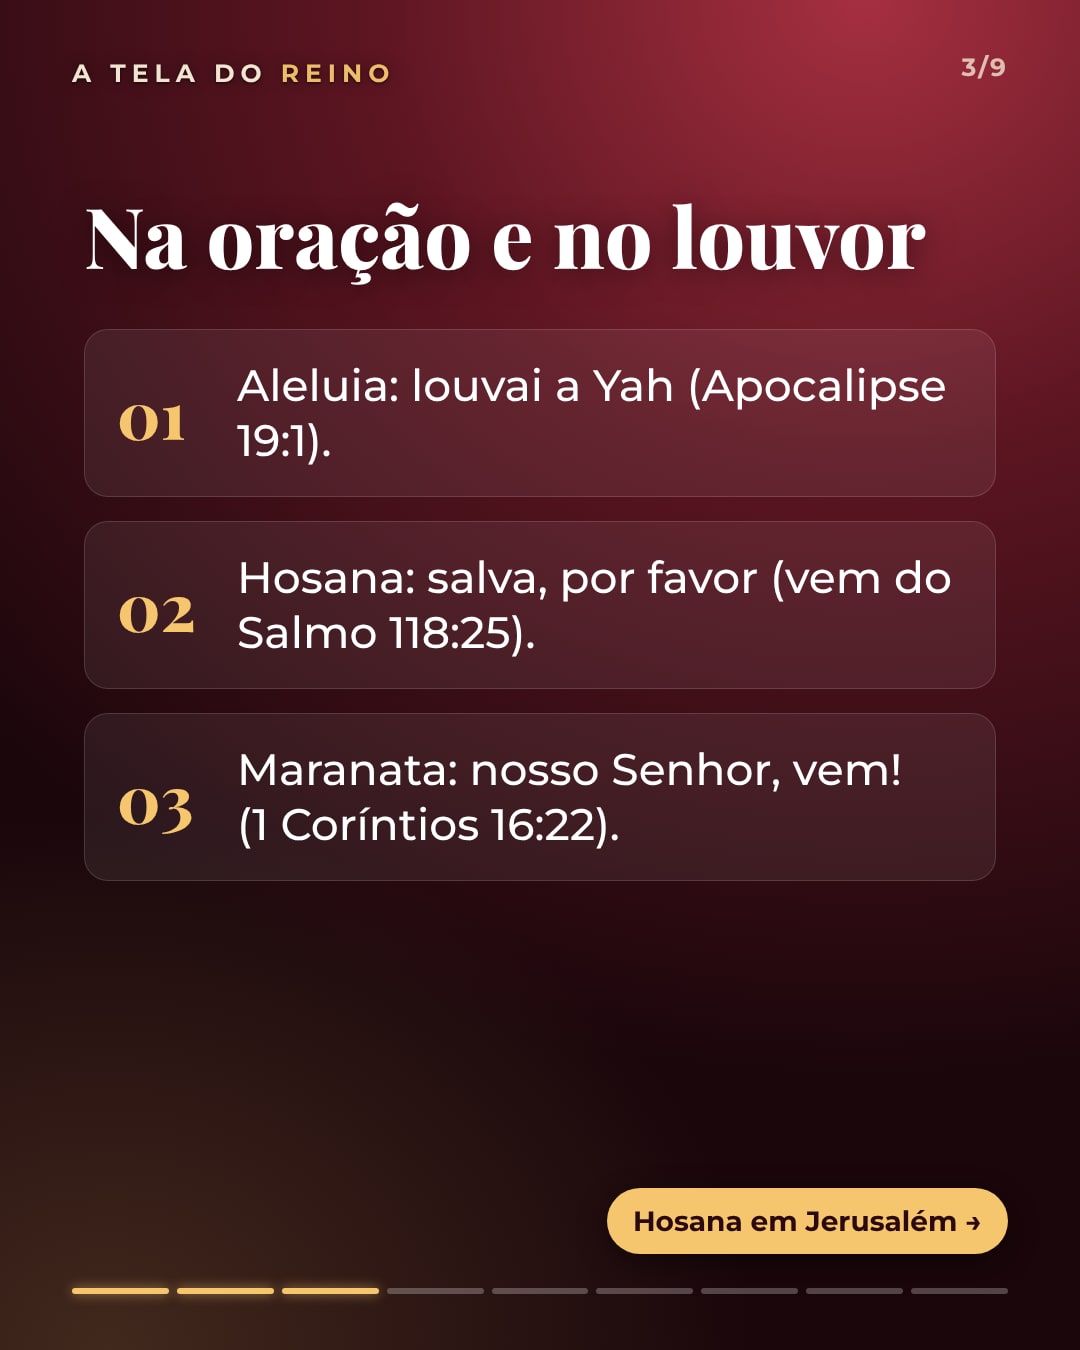 A TELA DO REINO
3/9
Na oração e no louvor
01
Aleluia: louvai a Yah (Apocalipse
19:1).
02
Hosana: salva, por favor (vem do
Salmo 118:25).
03
Maranata: nosso Senhor, vem!
(1 Coríntios 16:22).
Hosana em Jerusalém →